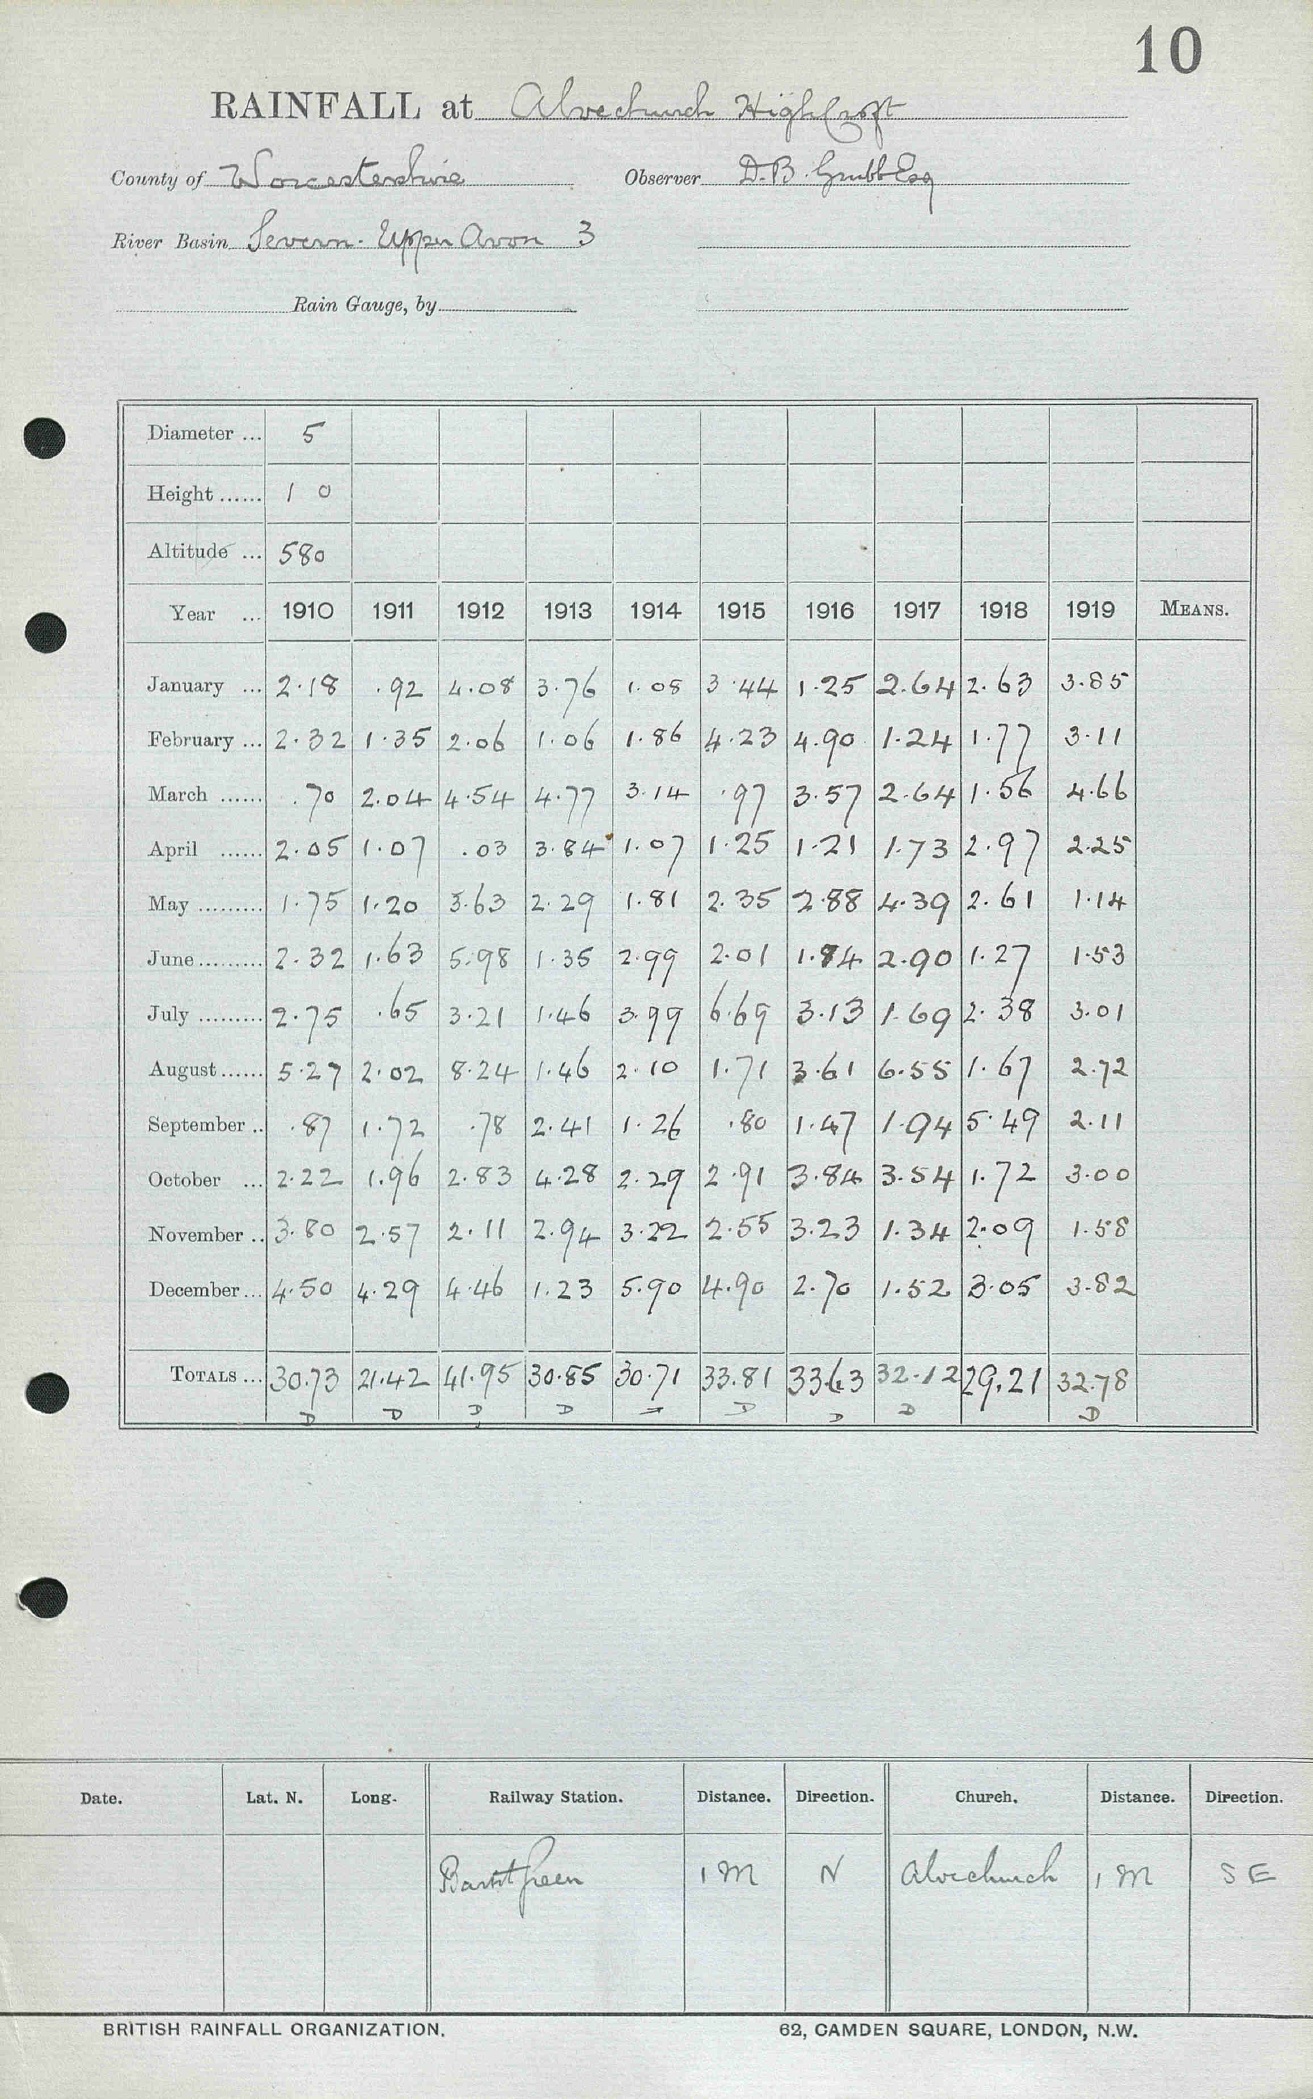 10
RAINFALL at Alvechurch Highcroft
County of Worcestershire Observer D. B. Grubb Esq
River Basin Severn - Upper Avon 3
Rain Gauge, by
Diameter ... 5
Height ...... 1 0
Altitude ... 580
Year ... 1910 1911 1912 1913 1914 1915 1916 1917 1918 1919 MEANS.
January ... 2.18 .92 4.08 3.76 1.08 3.44 1.25 2.64 2.63 3.85
February ... 2.32 1.35 2.06 1.06 1.86 4.23 4.90 1.24 1.77 3.11
March ...... .70 2.04 4.54 4.77 3.14 .97 3.57 2.64 1.56 4.66
April ...... 2.05 1.07 .03 3.84 1.07 1.25 1.21 1.73 2.97 2.25
May ......... 1.75 1.20 3.63 2.29 1.81 2.35 2.88 4.39 2.61 1.14
June ......... 2.32 1.63 5.98 1.35 2.99 2.01 1.84 2.90 1.27 1.53
July ......... 2.75 .65 3.21 1.46 3.99 6.69 3.13 1.69 2.38 3.01
August ...... 5.27 2.02 8.24 1.46 2.10 1.71 3.61 6.55 1.67 2.72
September .. .87 1.72 .78 2.41 1.26 .80 1.47 1.94 5.49 2.11
October ... 2.22 1.96 2.83 4.28 2.29 2.91 3.84 3.54 1.72 3.00
November .. 3.80 2.57 2.11 2.94 3.22 2.55 3.23 1.34 2.09 1.58
December ... 4.50 4.29 4.46 1.23 5.90 4.90 2.70 1.52 3.05 3.82
TOTALS ... 30.73 21.42 41.95 30.85 30.71 33.81 33.63 32.12 29.21 32.78
D D D D D D D D
Date. Lat. N. Long. Railway Station. Distance. Direction. Church. Distance. Direction.
Barnt Green 1 M N Alvechurch 1 M S E
BRITISH RAINFALL ORGANIZATION. 62, CAMDEN SQUARE, LONDON, N.W.